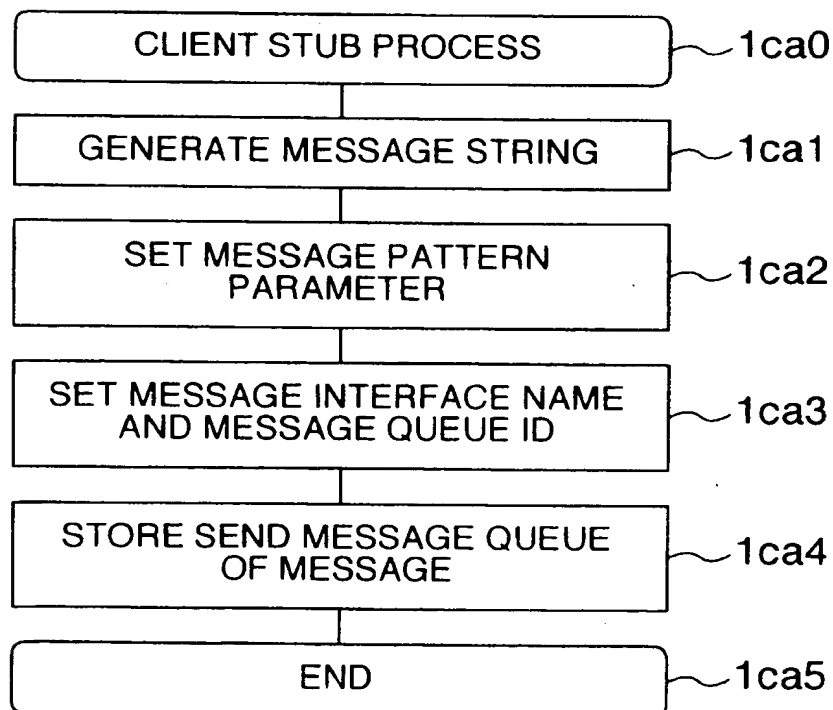 CLIENT STUB PROCESS
1ca0
GENERATE MESSAGE STRING
1ca1
SET MESSAGE PATTERN
PARAMETER
1ca2
SET MESSAGE INTERFACE NAME
AND MESSAGE QUEUE ID
1ca3
STORE SEND MESSAGE QUEUE
OF MESSAGE
1ca4
END
1ca5